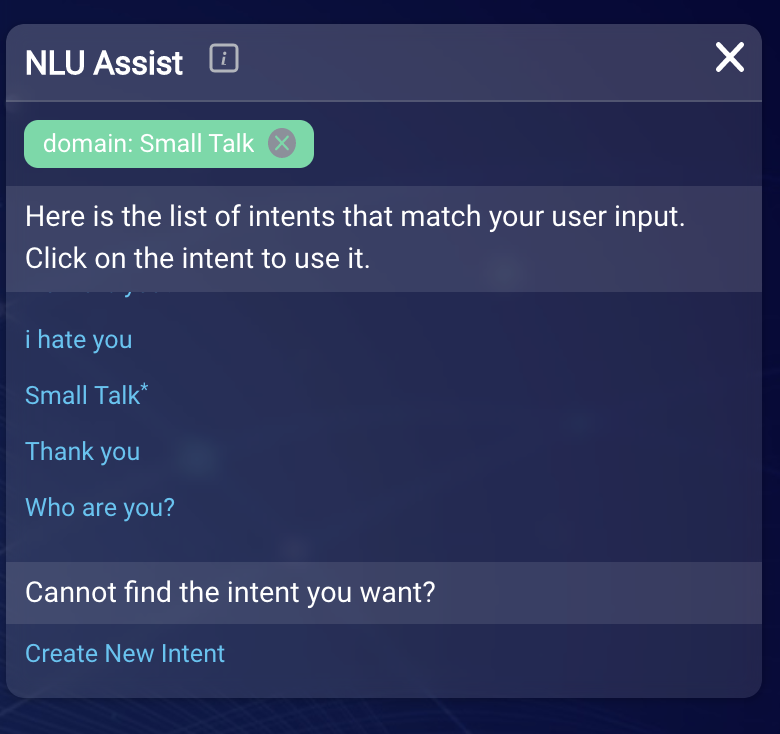 NLU Assist i
domain: Small Talk
Here is the list of intents that match your user input.
Click on the intent to use it.
i hate you
Small Talk*
Thank you
Who are you?
Cannot find the intent you want?
Create New Intent